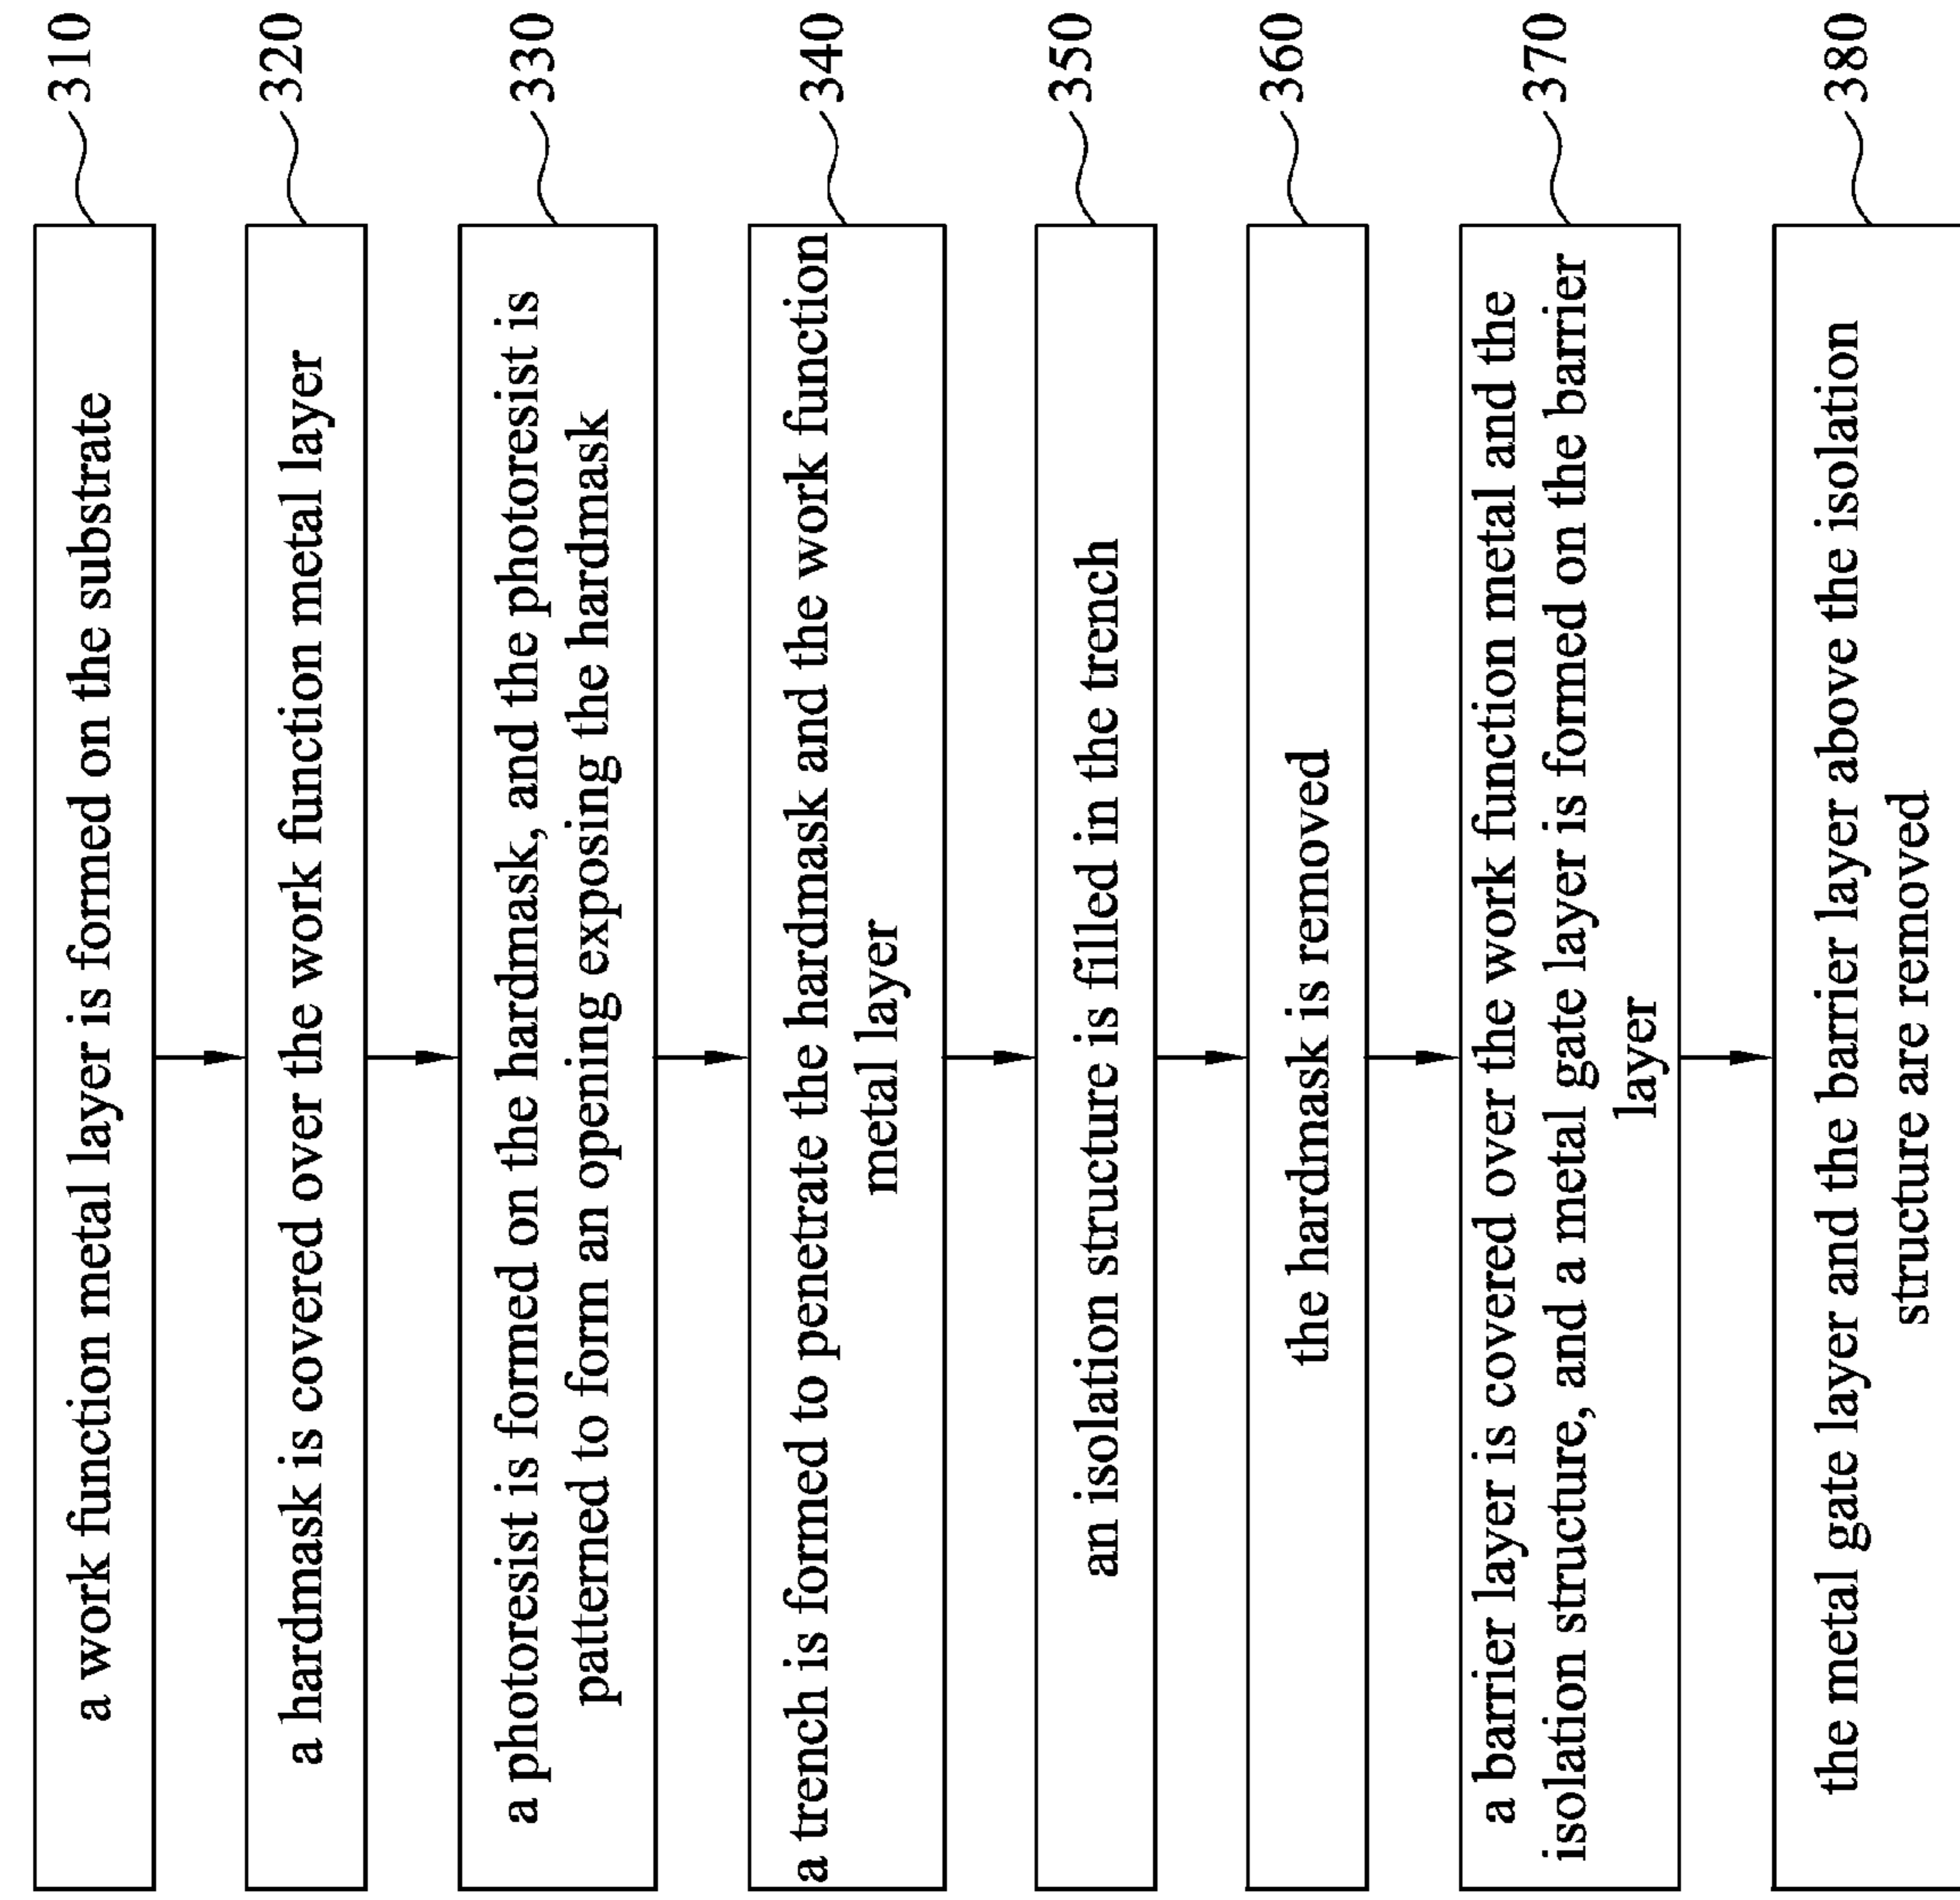 a work function metal layer is formed on the substrate
310
a hardmask is covered over the work function metal layer
320
a photoresist is formed on the hardmask, and the photoresist is
patterned to form an opening exposing the hardmask
330
a trench is formed to penetrate the hardmask and the work function
metal layer
340
an isolation structure is filled in the trench
350
the hardmask is removed
360
a barrier layer is covered over the work function metal and the
isolation structure, and a metal gate layer is formed on the barrier
layer
370
the metal gate layer and the barrier layer above the isolation
structure are removed
380